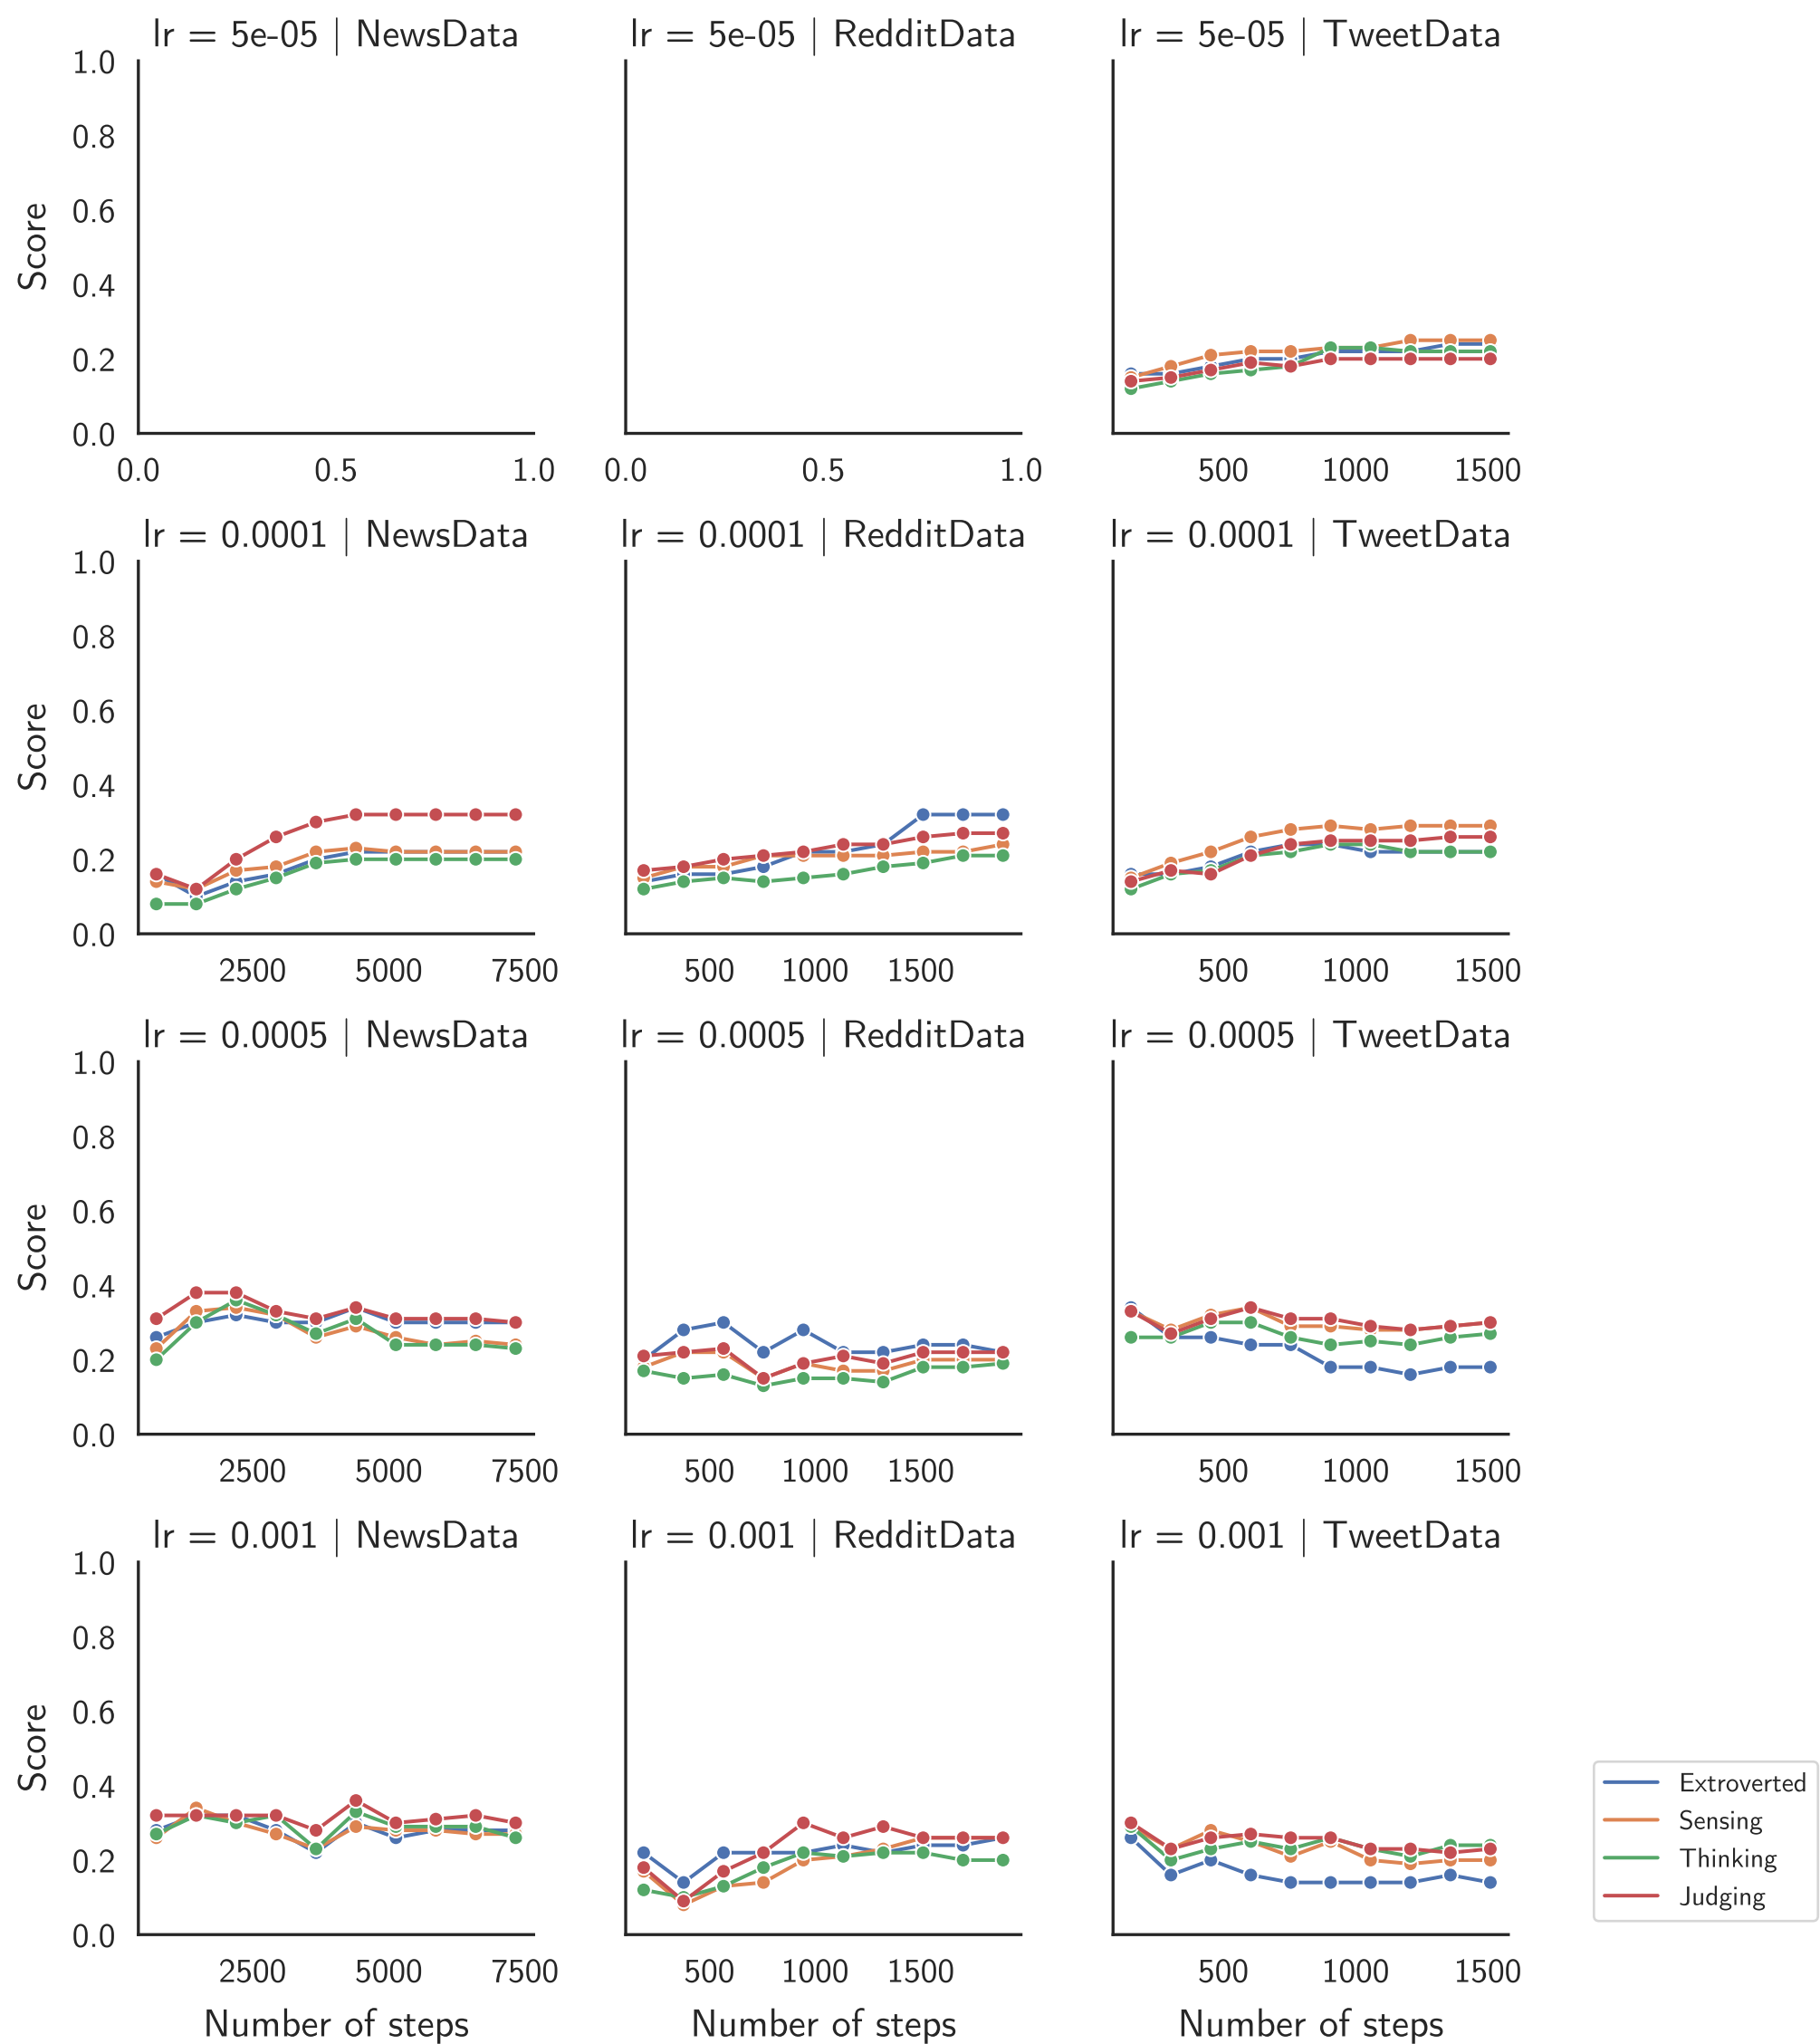 lr = 5e-05 | NewsData
lr = 5e-05 | RedditData
lr = 5e-05 | TweetData
1.0
0.8
0.6
0.4
0.2
0.0
Score
0.0 0.5 1.0
0.0 0.5 1.0
500 1000 1500
lr = 0.0001 | NewsData
lr = 0.0001 | RedditData
lr = 0.0001 | TweetData
1.0
0.8
0.6
0.4
0.2
0.0
Score
2500 5000 7500
500 1000 1500
500 1000 1500
lr = 0.0005 | NewsData
lr = 0.0005 | RedditData
lr = 0.0005 | TweetData
1.0
0.8
0.6
0.4
0.2
0.0
Score
2500 5000 7500
500 1000 1500
500 1000 1500
lr = 0.001 | NewsData
lr = 0.001 | RedditData
lr = 0.001 | TweetData
1.0
0.8
0.6
0.4
0.2
0.0
Score
2500 5000 7500
500 1000 1500
500 1000 1500
Number of steps
Number of steps
Number of steps
Extroverted
Sensing
Thinking
Judging